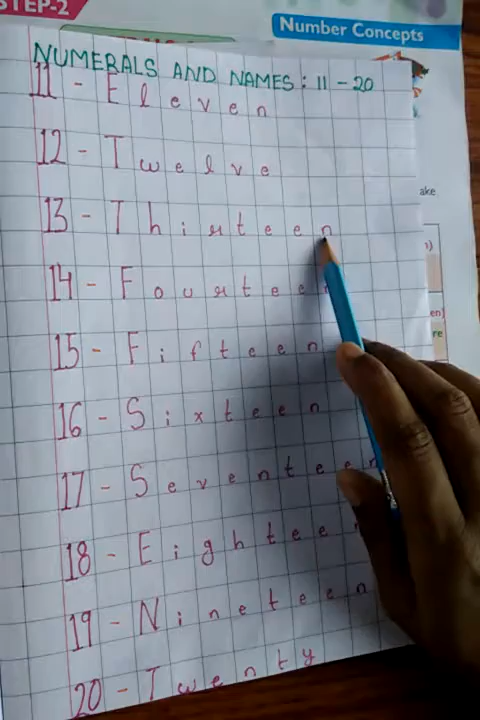 STEP-2
Number Concepts
NUMERALS AND NAMES: 11 - 20
11 - Eleven
12 - Twelve
13 - Thirteen
14 - Fourteen
15 - Fifteen
16 - Sixteen
17 - Seventeen
18 - Eighteen
19 - Nineteen
20 - Twenty